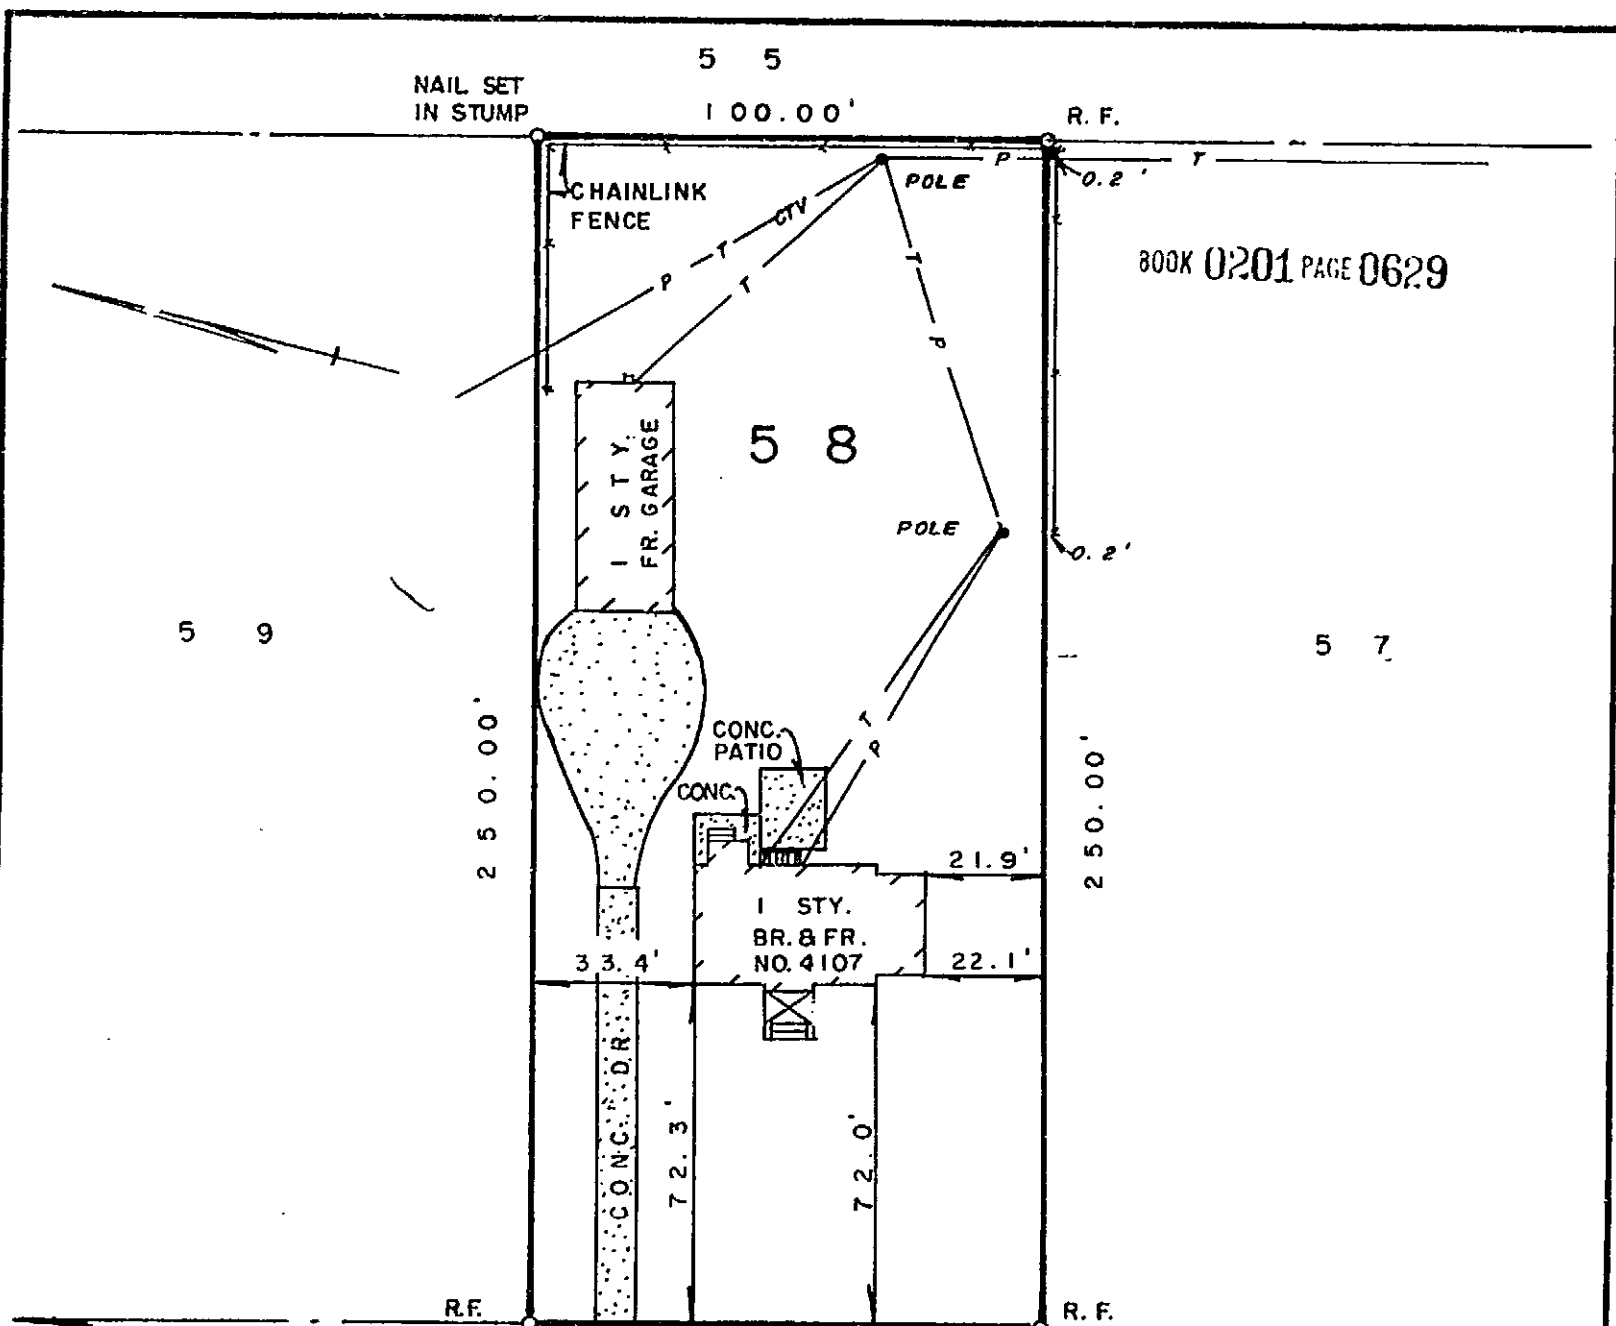 5 5
NAIL SET
IN STUMP
100.00'
R. F.
P T
POLE
0.2'
CHAINLINK
FENCE
CTV
T
P
T
T
P
BOOK 0201 PAGE 0629
5 8
1 STY.
FR. GARAGE
POLE
0.2'
5 9
5 7
250.00'
250.00'
CONC.
PATIO
T
P
CONC.
21.9'
1 STY.
BR. & FR.
NO. 4107
33.4'
22.1'
CONC. DR.
72.3'
72.0'
R.F.
R. F.